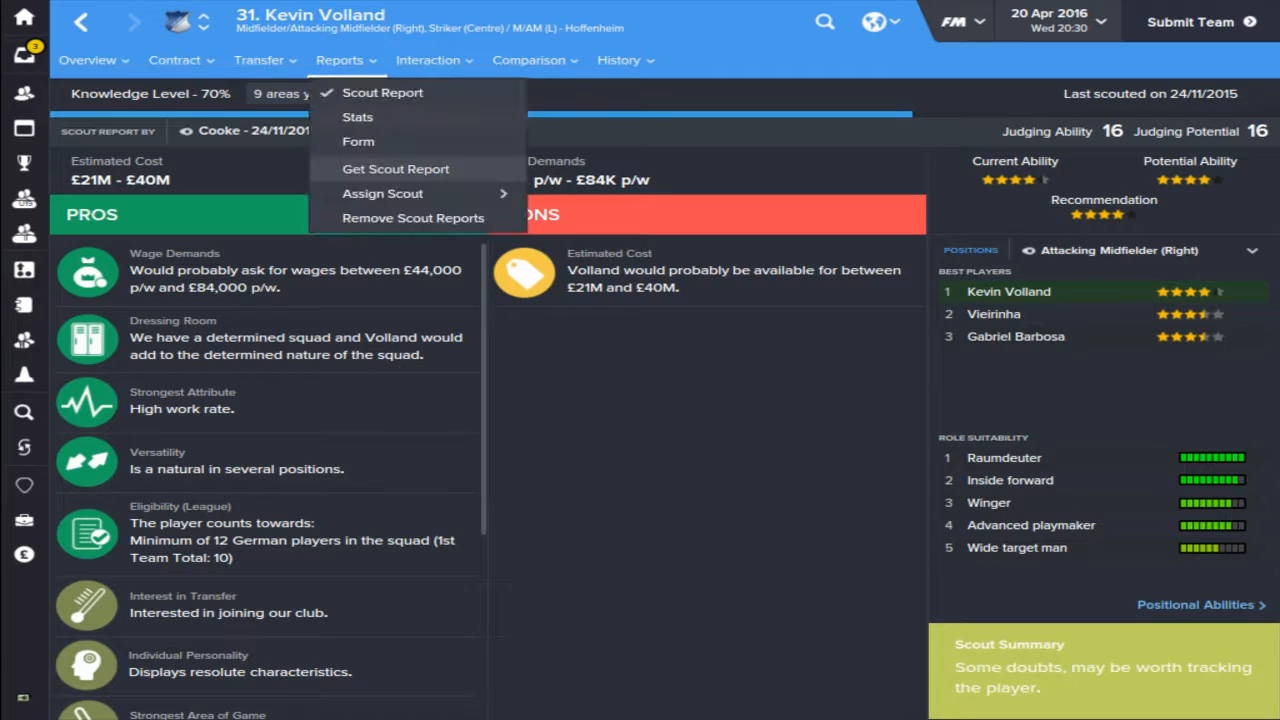 31. Kevin Volland
Midfielder/Attacking Midfielder (Right), Striker (Centre) / M/AM (L) - Hoffenheim
FM
20 Apr 2016
Wed 20:30
Submit Team
3
Overview
Contract
Transfer
Reports
Interaction
Comparison
History
Knowledge Level - 70%
9 areas y
Last scouted on 24/11/2015
Scout Report
Stats
Form
Get Scout Report
Assign Scout
Remove Scout Reports
SCOUT REPORT BY
Cooke - 24/11/201
Judging Ability 16 Judging Potential 16
Estimated Cost
£21M - £40M
Demands
p/w - £84K p/w
Current Ability
Potential Ability
Recommendation
PROS
ONS
Wage Demands
Would probably ask for wages between £44,000
p/w and £84,000 p/w.
Dressing Room
We have a determined squad and Volland would
add to the determined nature of the squad.
Strongest Attribute
High work rate.
Versatility
Is a natural in several positions.
Eligibility (League)
The player counts towards:
Minimum of 12 German players in the squad (1st
Team Total: 10)
Interest in Transfer
Interested in joining our club.
Individual Personality
Displays resolute characteristics.
Strongest Area of Game
Estimated Cost
Volland would probably be available for between
£21M and £40M.
POSITIONS
Attacking Midfielder (Right)
BEST PLAYERS
1 Kevin Volland
2 Vieirinha
3 Gabriel Barbosa
ROLE SUITABILITY
1 Raumdeuter
2 Inside forward
3 Winger
4 Advanced playmaker
5 Wide target man
Positional Abilities >
Scout Summary
Some doubts, may be worth tracking
the player.